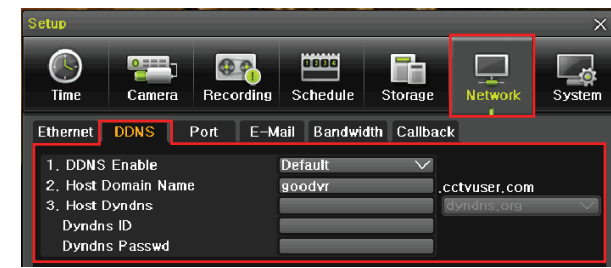 Setup
Time Camera Recording Schedule Storage Network System
Ethernet DDNS Port E-Mail Bandwidth Callback
1. DDNS Enable Default
2. Host Domain Name goodvr .cctvuser.com
3. Host Dyndns dyndns.org
Dyndns ID
Dyndns Passwd